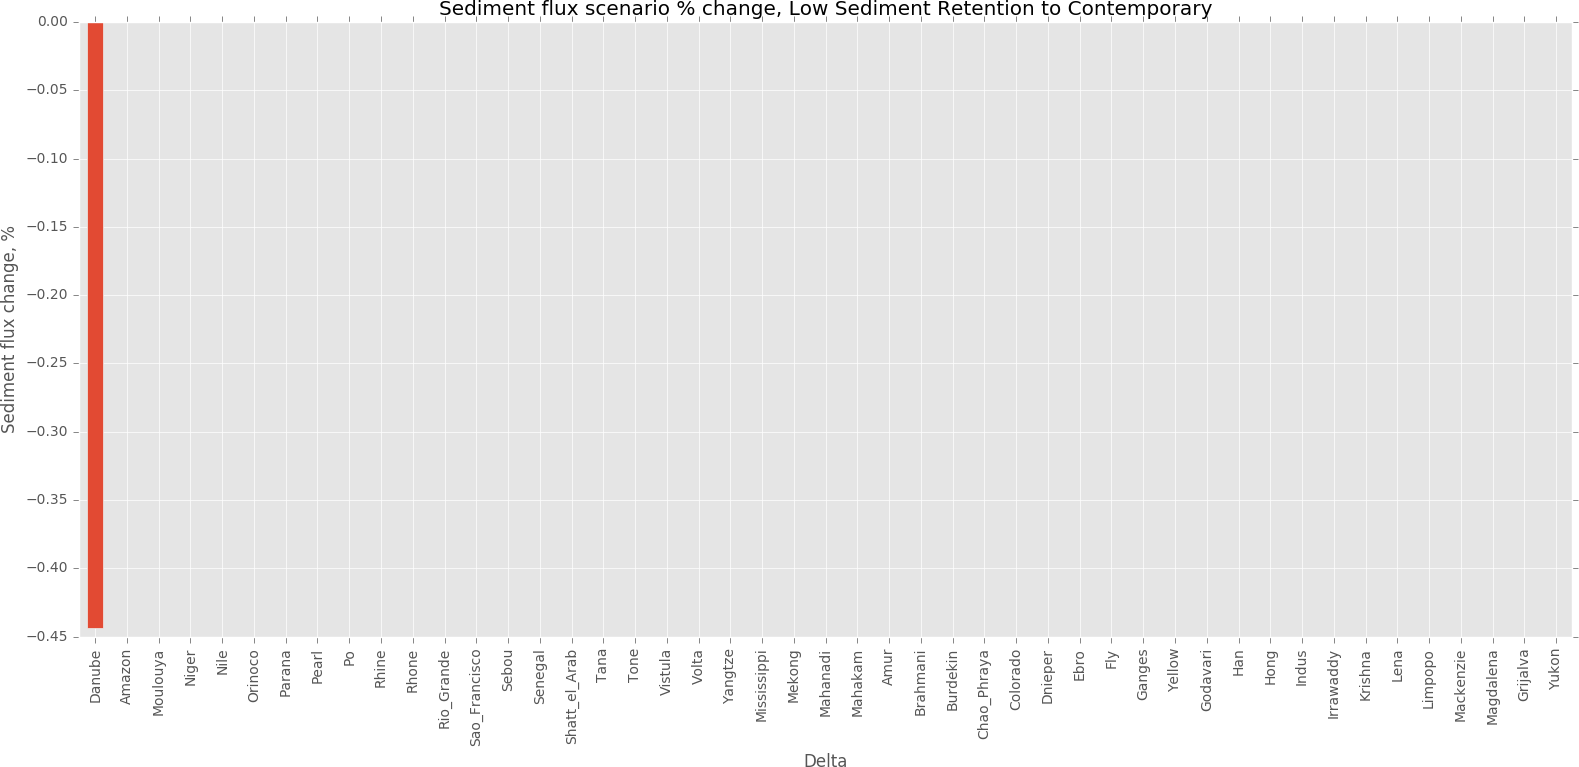 Sediment flux scenario % change, Low Sediment Retention to Contemporary
Sediment flux change, %
0.00
−0.05
−0.10
−0.15
−0.20
−0.25
−0.30
−0.35
−0.40
−0.45
Danube
Amazon
Moulouya
Niger
Nile
Orinoco
Parana
Pearl
Po
Rhine
Rhone
Rio_Grande
Sao_Francisco
Sebou
Senegal
Shatt_el_Arab
Tana
Tone
Vistula
Volta
Yangtze
Mississippi
Mekong
Mahanadi
Mahakam
Amur
Brahmani
Burdekin
Chao_Phraya
Colorado
Dnieper
Ebro
Fly
Ganges
Yellow
Godavari
Han
Hong
Indus
Irrawaddy
Krishna
Lena
Limpopo
Mackenzie
Magdalena
Grijalva
Yukon
Delta